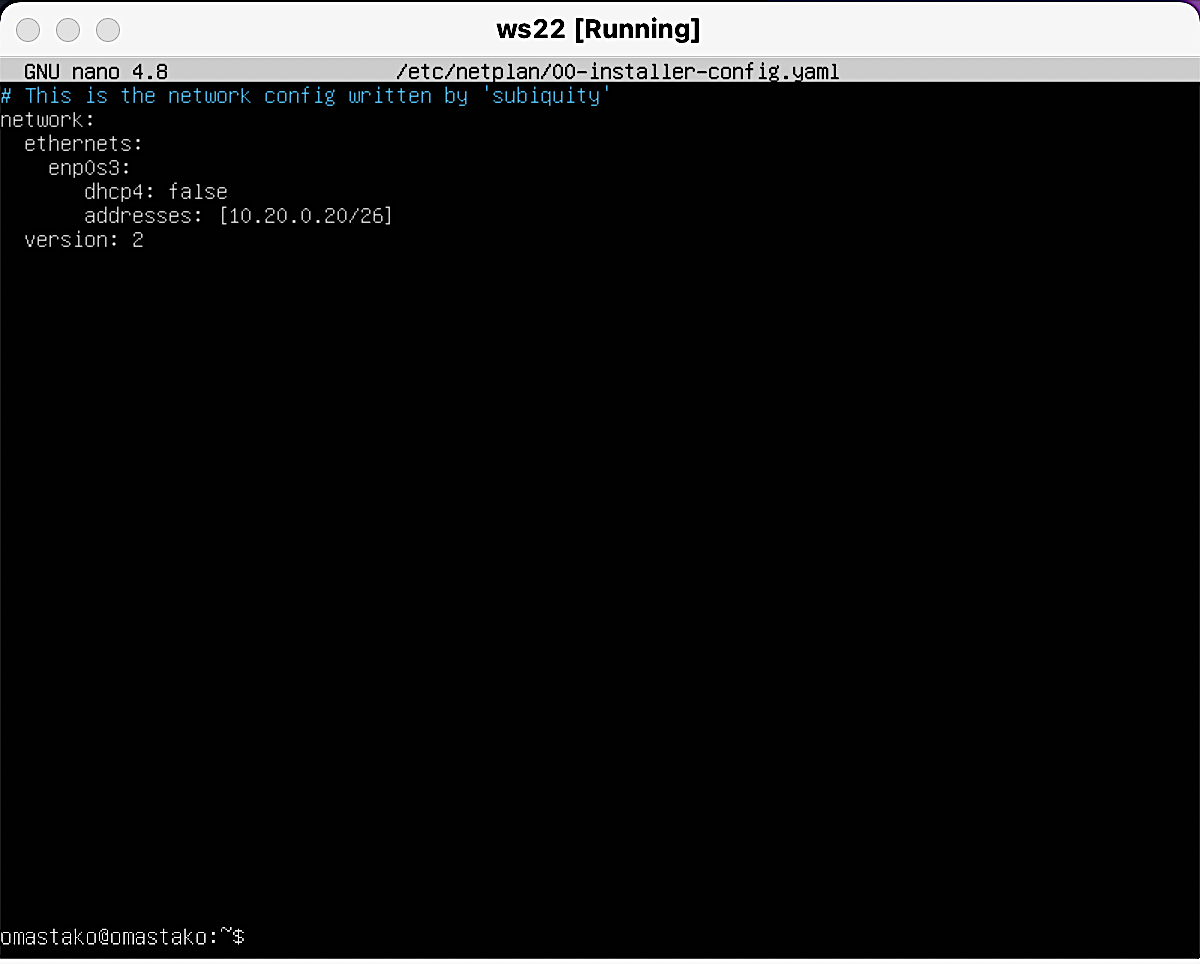 ws22 [Running]
GNU nano 4.8 /etc/netplan/00-installer-config.yaml
# This is the network config written by 'subiquity'
network:
  ethernets:
    enp0s3:
       dhcp4: false
       addresses: [10.20.0.20/26]
  version: 2
omastako@omastako:~$